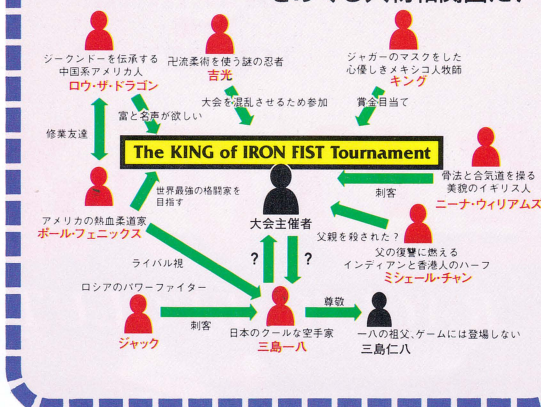 ジークンドーを伝承する
中国系アメリカ人
ロウ・ザ・ドラゴン
卍流柔術を使う謎の忍者
吉光
ジャガーのマスクをした
心優しきメキシコ人牧師
キング
富と名声が欲しい
大会を混乱させるため参加
賞金目当て
修業友達
The KING of IRON FIST Tournament
骨法と合気道を操る
美貌のイギリス人
ニーナ・ウィリアムズ
刺客
世界最強の格闘家を
目指す
大会主催者
アメリカの熱血柔道家
ポール・フェニックス
父親を殺された？
父の復讐に燃える
インディアンと香港人のハーフ
ミシェール・チャン
ライバル視
?
?
ロシアのパワーファイター
ジャック
刺客
尊敬
日本のクールな空手家
三島一八
一八の祖父、ゲームには登場しない
三島仁八